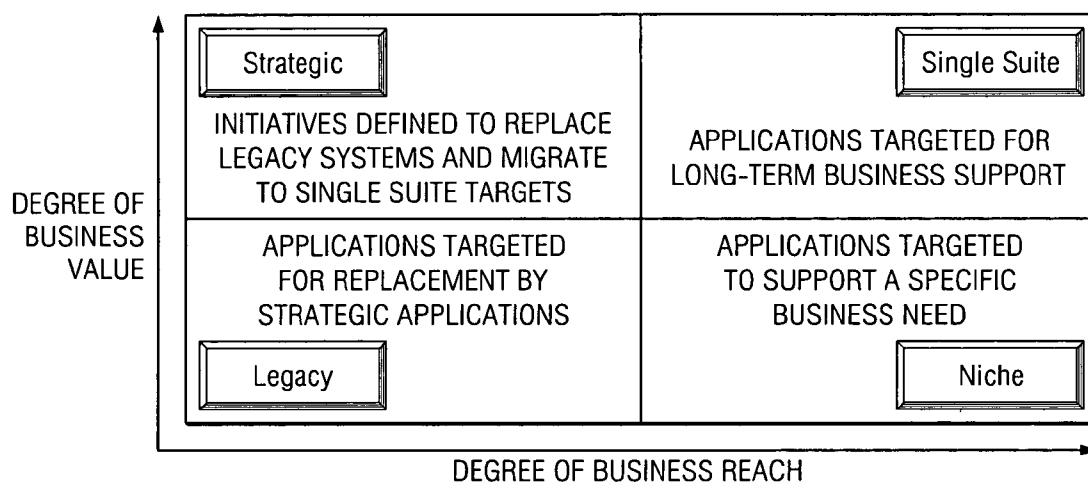 Strategic
INITIATIVES DEFINED TO REPLACE
LEGACY SYSTEMS AND MIGRATE
TO SINGLE SUITE TARGETS
Single Suite
APPLICATIONS TARGETED FOR
LONG-TERM BUSINESS SUPPORT
DEGREE OF
BUSINESS
VALUE
APPLICATIONS TARGETED
FOR REPLACEMENT BY
STRATEGIC APPLICATIONS
Legacy
APPLICATIONS TARGETED
TO SUPPORT A SPECIFIC
BUSINESS NEED
Niche
DEGREE OF BUSINESS REACH